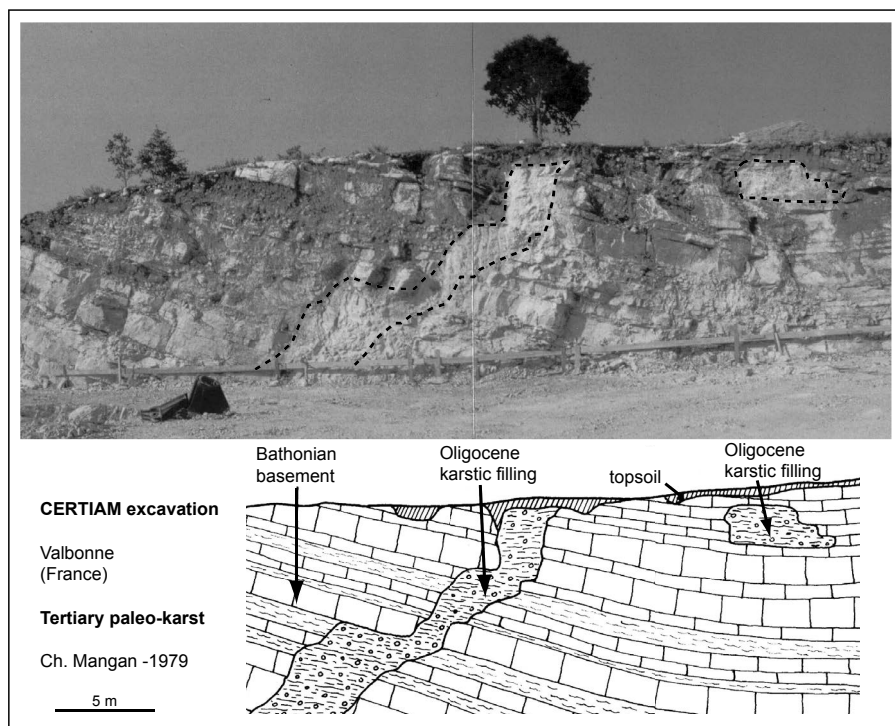 Bathonian
basement
Oligocene
karstic filling
topsoil
Oligocene
karstic filling
CERTIAM excavation
Valbonne
(France)
Tertiary paleo-karst
Ch. Mangan -1979
5 m